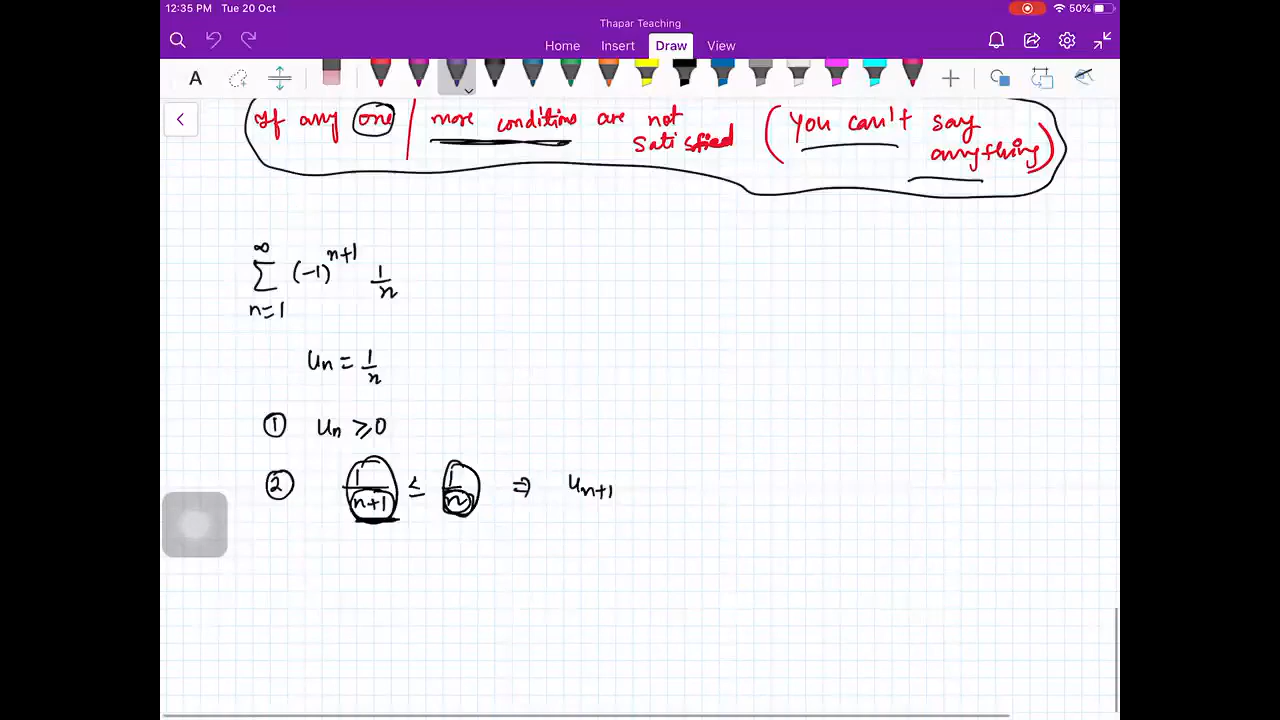 12:35 PM Tue 20 Oct
50%
Thapar Teaching
Home Insert Draw View
A
If any one / more conditions are not satisfied (You can't say anything)
∞
∑ (-1)^{n+1} 1/n
n=1
un = 1/n
① un ≥ 0
② 1/(n+1) ≤ 1/n ⇒ u_{n+1}